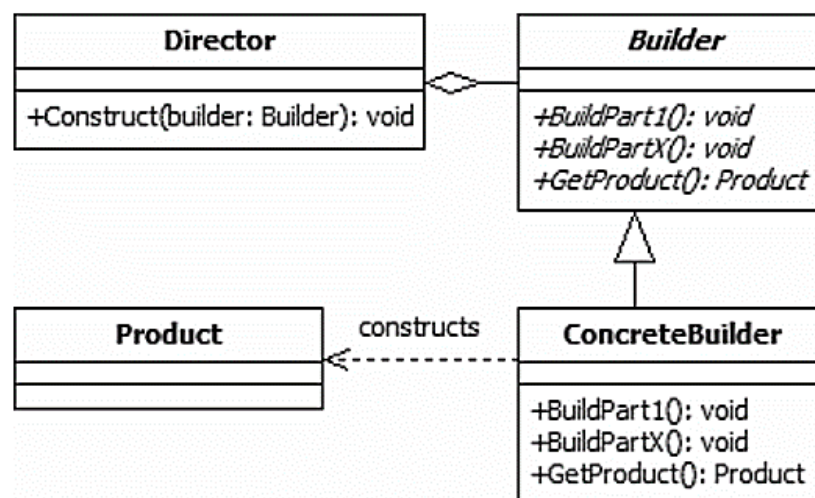 Director
+Construct(builder: Builder): void
Builder
+BuildPart1(): void
+BuildPartX(): void
+GetProduct(): Product
Product
constructs
ConcreteBuilder
+BuildPart1(): void
+BuildPartX(): void
+GetProduct(): Product